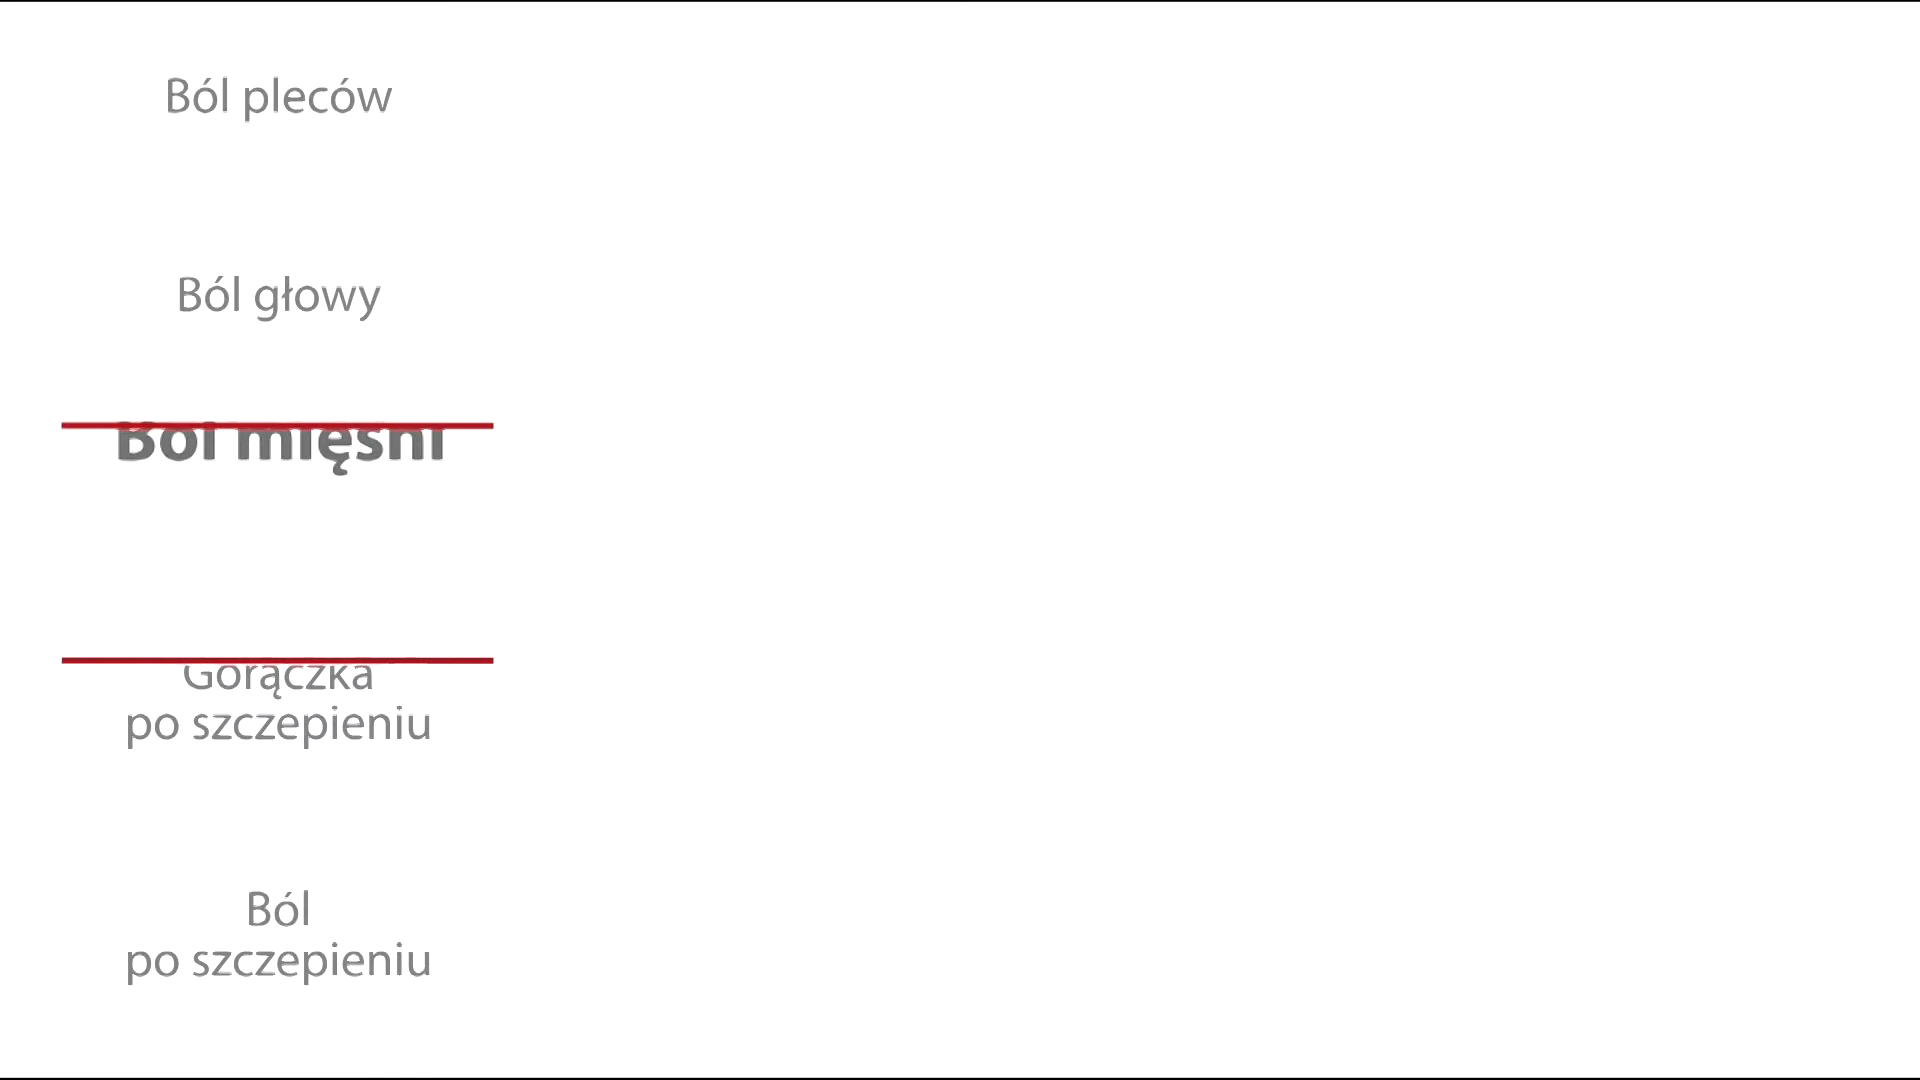 Ból pleców
Ból głowy
Ból mięśni
Gorączka
po szczepieniu
Ból
po szczepieniu